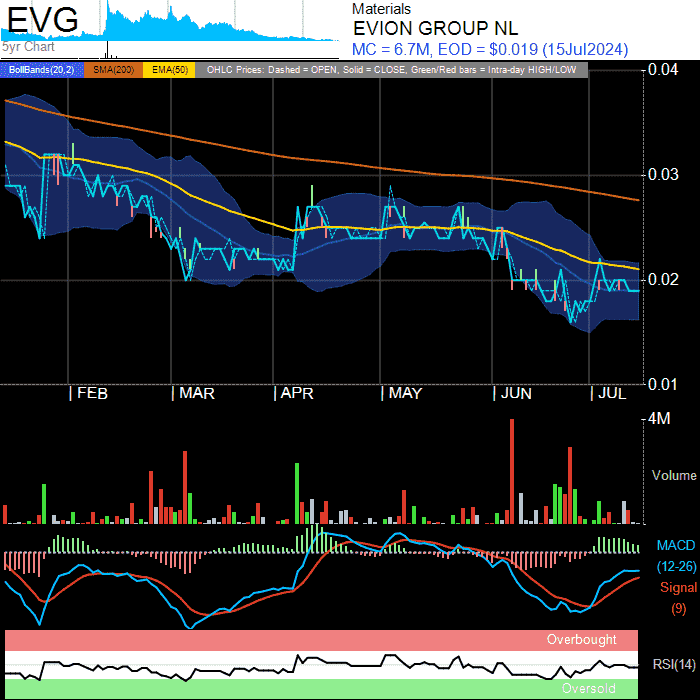 EVG
5yr Chart
Materials
EVION GROUP NL
MC = 6.7M, EOD = $0.019 (15Jul2024)
BollBands(20,2) SMA(200) EMA(50) OHLC Prices: Dashed = OPEN, Solid = CLOSE, Green/Red bars = Intra-day HIGH/LOW
0.04
0.03
0.02
0.01
| FEB | MAR | APR | MAY | JUN | JUL
4M
Volume
MACD
(12-26)
Signal
(9)
Overbought
RSI(14)
Oversold